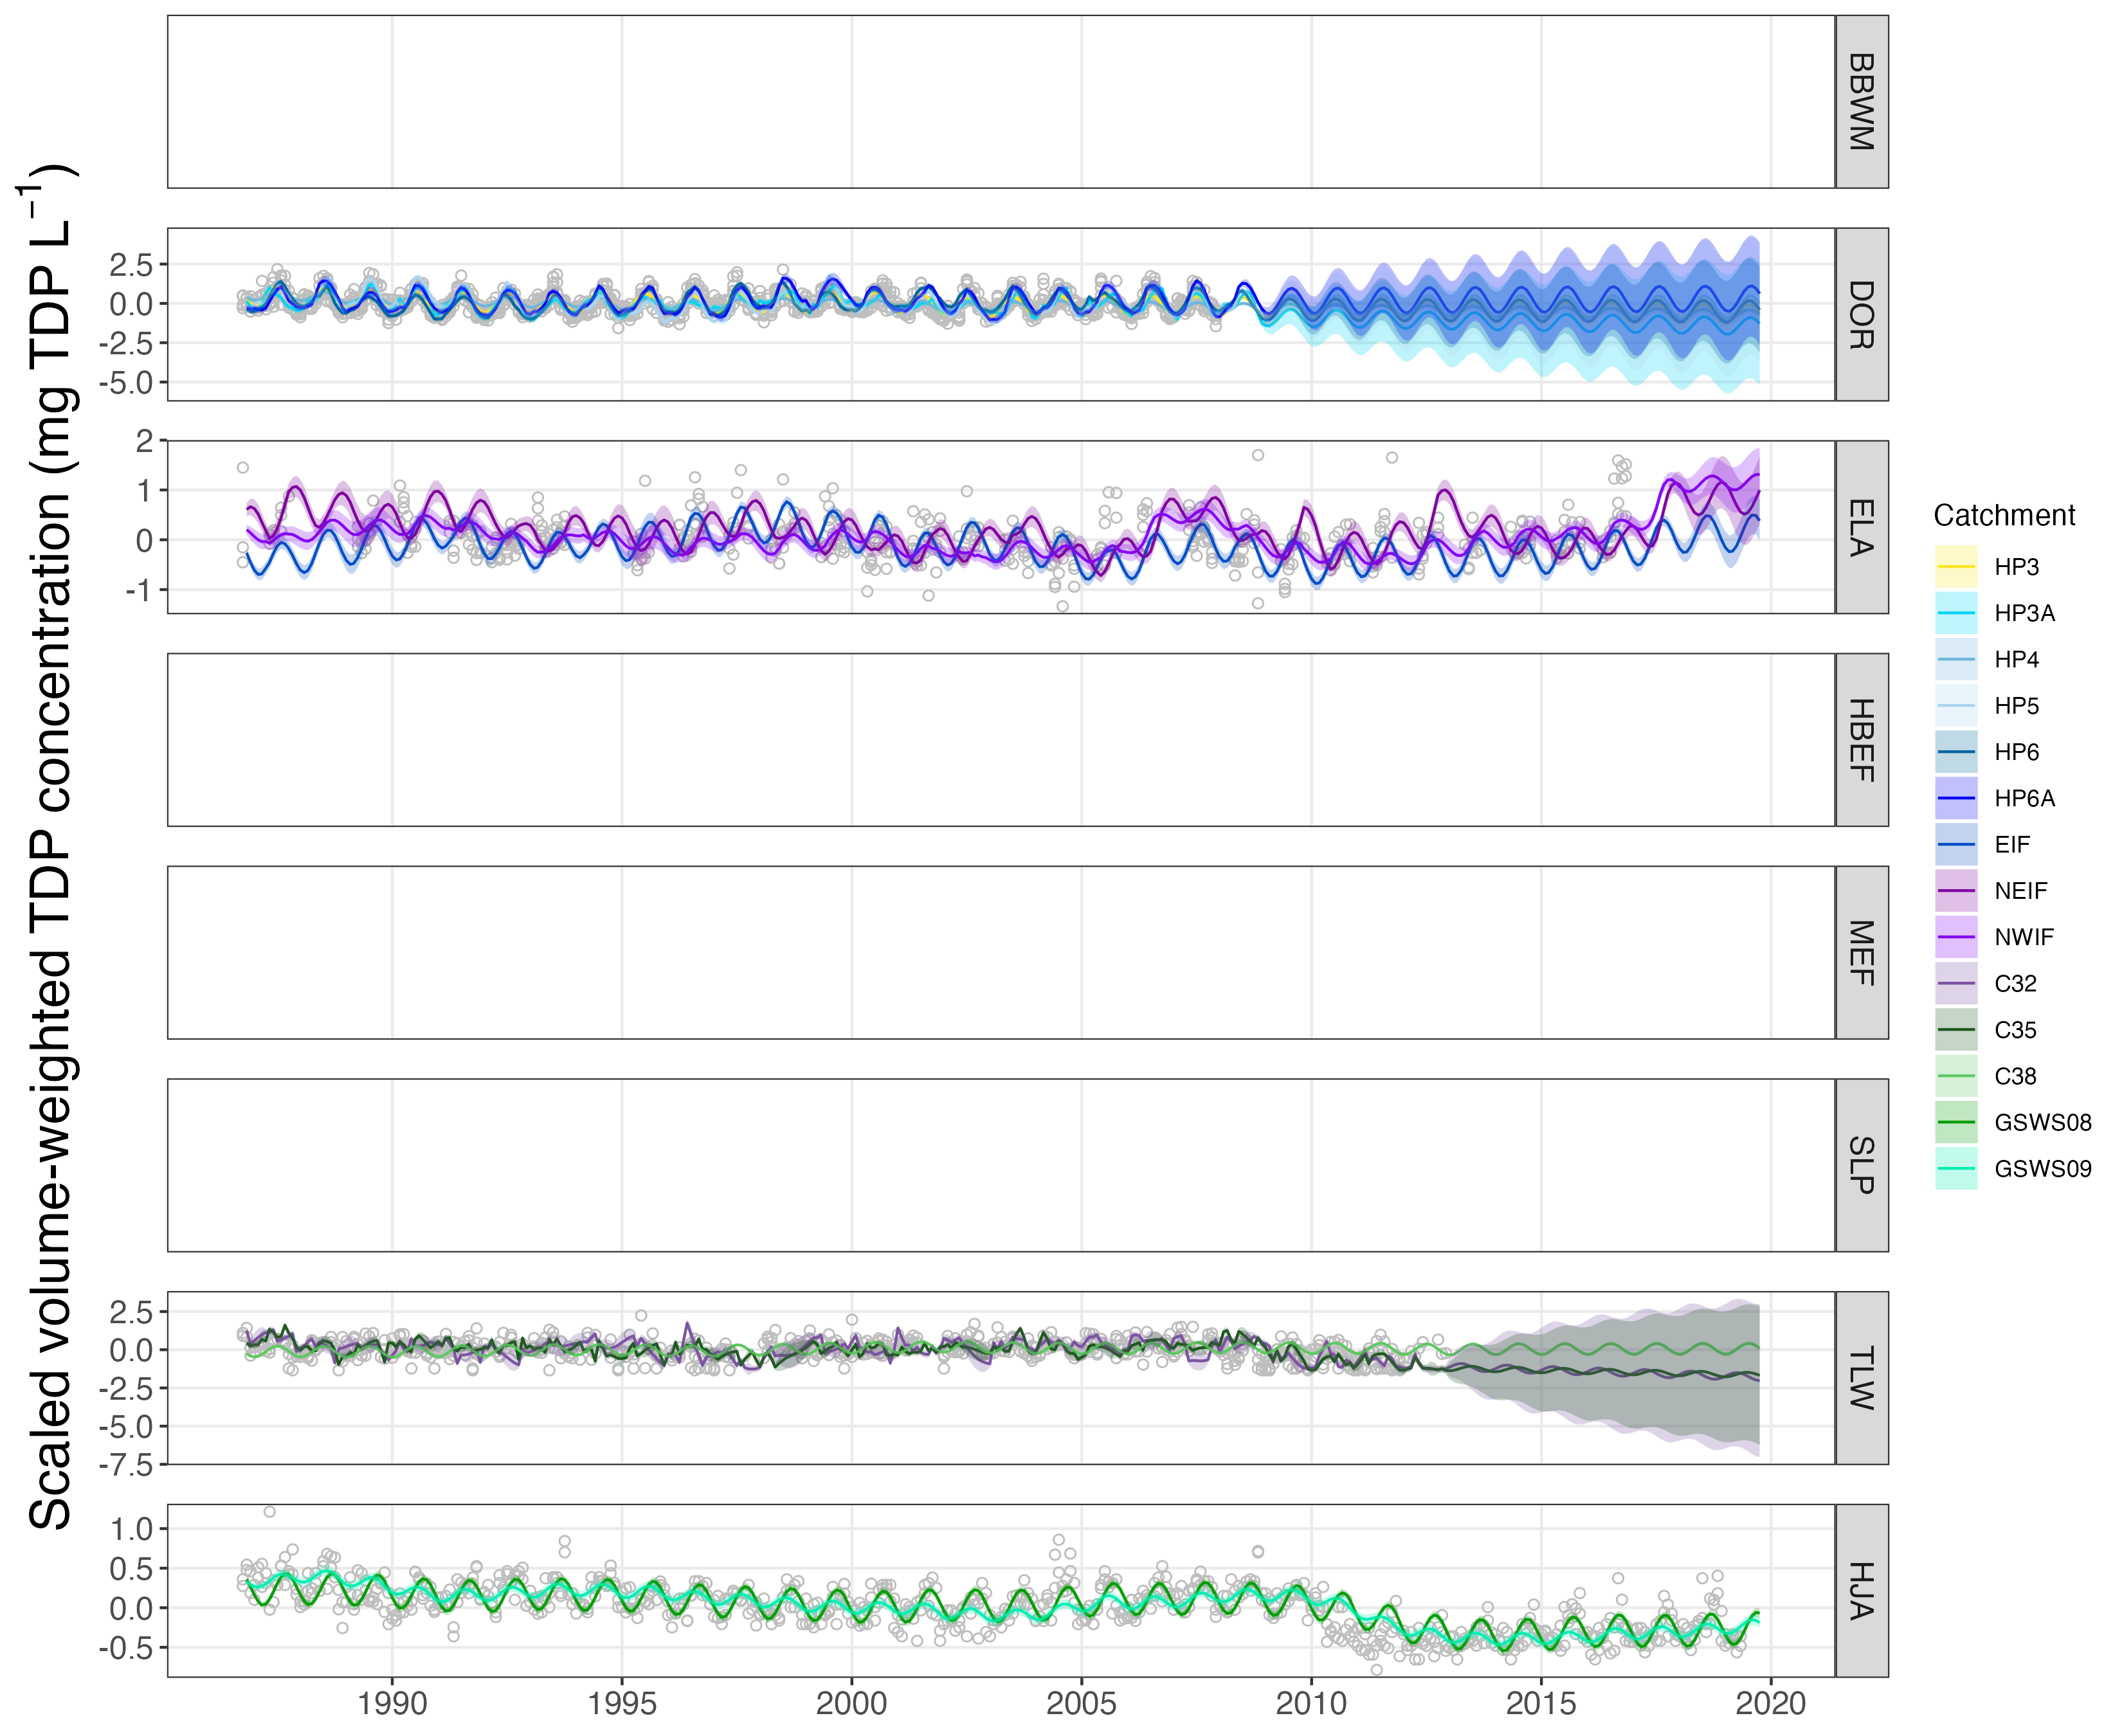 Scaled volume-weighted TDP concentration (mg TDP L⁻¹)
BBWM
2.5
0.0
-2.5
-5.0
DOR
2
1
0
-1
ELA
HBEF
MEF
SLP
2.5
0.0
-2.5
-5.0
-7.5
TLW
1.0
0.5
0.0
-0.5
HJA
1990 1995 2000 2005 2010 2015 2020
Catchment
HP3
HP3A
HP4
HP5
HP6
HP6A
EIF
NEIF
NWIF
C32
C35
C38
GSWS08
GSWS09